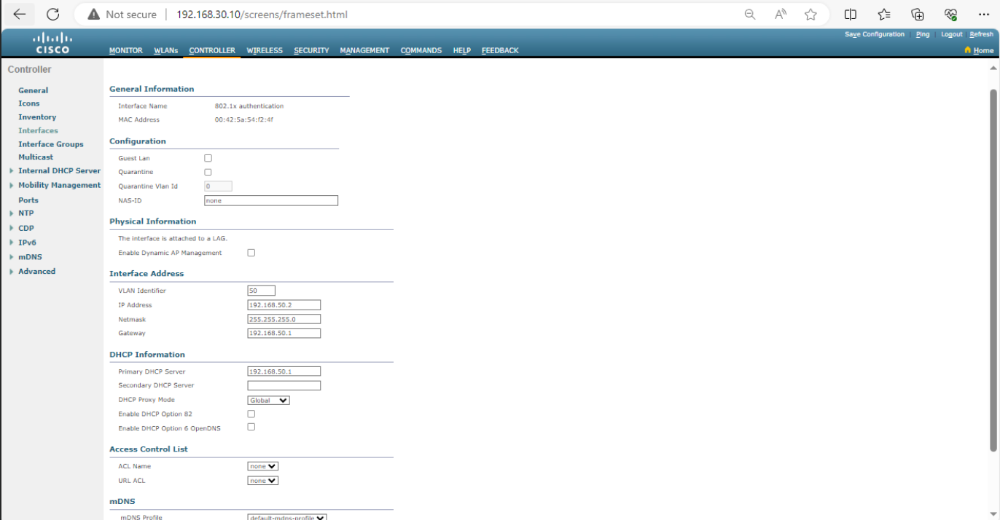 Not secure | 192.168.30.10/screens/frameset.html
Save Configuration | Ping | Logout | Refresh
CISCO
MONITOR WLANs CONTROLLER WIRELESS SECURITY MANAGEMENT COMMANDS HELP FEEDBACK
Home
Controller
General
Icons
Inventory
Interfaces
Interface Groups
Multicast
Internal DHCP Server
Mobility Management
Ports
NTP
CDP
IPv6
mDNS
Advanced
General Information
Interface Name 802.1x authentication
MAC Address 00:42:5a:54:f2:4f
Configuration
Guest Lan
Quarantine
Quarantine Vlan Id 0
NAS-ID none
Physical Information
The interface is attached to a LAG.
Enable Dynamic AP Management
Interface Address
VLAN Identifier 50
IP Address 192.168.50.2
Netmask 255.255.255.0
Gateway 192.168.50.1
DHCP Information
Primary DHCP Server 192.168.50.1
Secondary DHCP Server
DHCP Proxy Mode Global
Enable DHCP Option 82
Enable DHCP Option 6 OpenDNS
Access Control List
ACL Name none
URL ACL none
mDNS
mDNS Profile default-mdns-profile